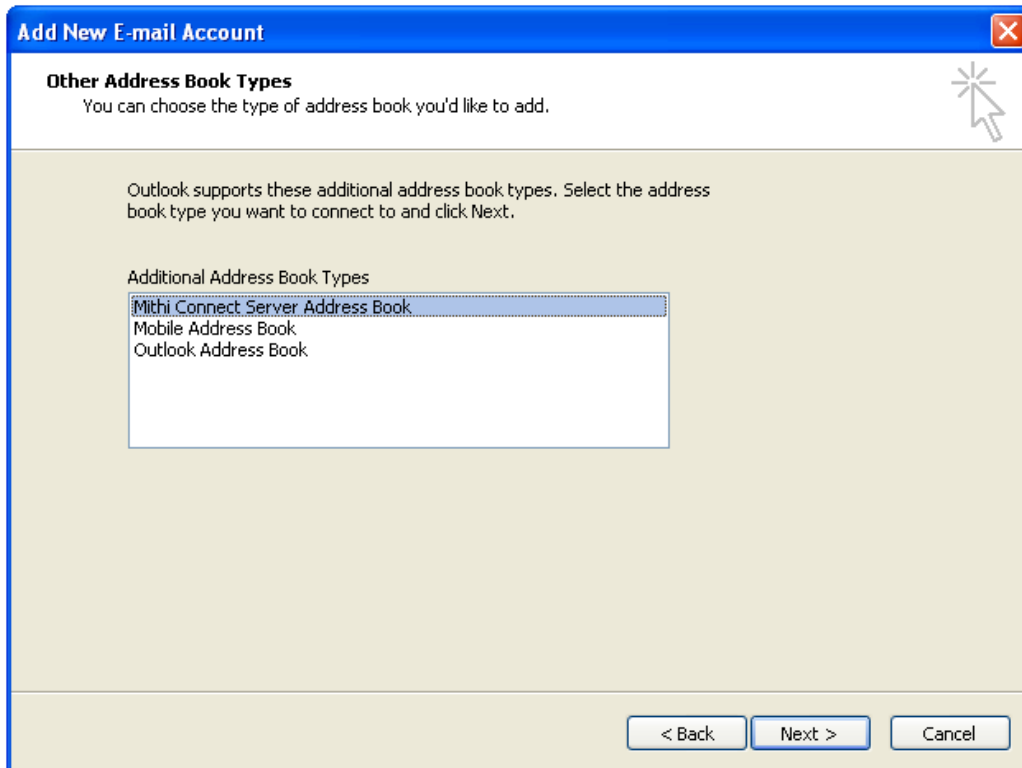 Add New E-mail Account
Other Address Book Types
You can choose the type of address book you'd like to add.
Outlook supports these additional address book types. Select the address
book type you want to connect to and click Next.
Additional Address Book Types
Mithi Connect Server Address Book
Mobile Address Book
Outlook Address Book
< Back
Next >
Cancel